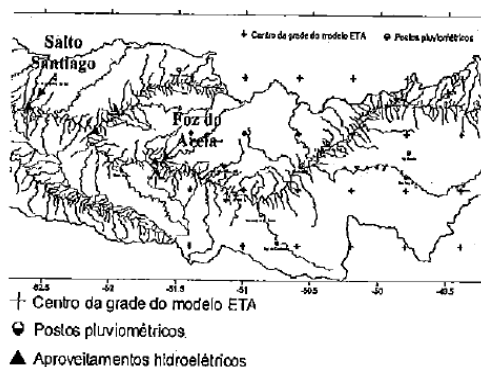 Salto
Santiago
+ Centro da grade do modelo ETA
Postos pluviométricos
Foz do
Areia
-52.5 -52 -51.5 -51 -50.5 -50 -49.5
+ Centro da grade do modelo ETA
Postos pluviométricos
▲ Aproveitamentos hidroelétricos